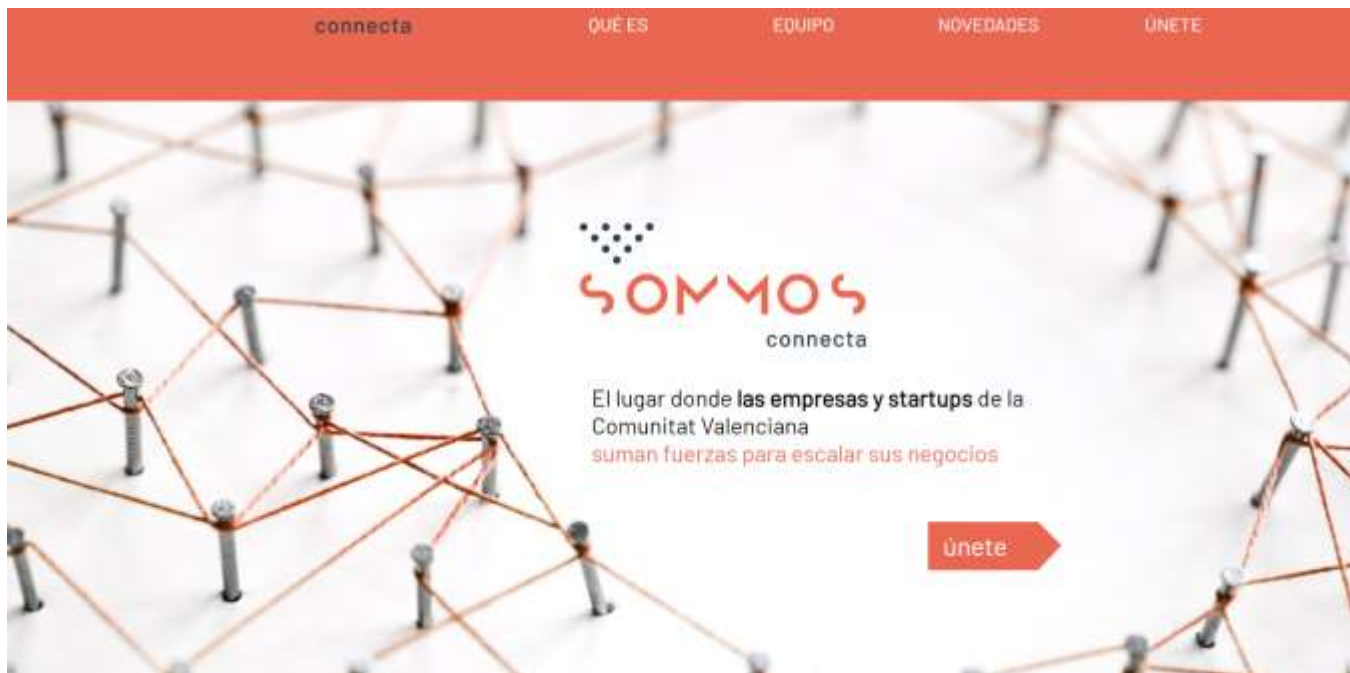 connecta
QUÉ ES
EQUIPO
NOVEDADES
ÚNETE
SOMMOS
connecta
El lugar donde las empresas y startups de la
Comunitat Valenciana
suman fuerzas para escalar sus negocios
únete